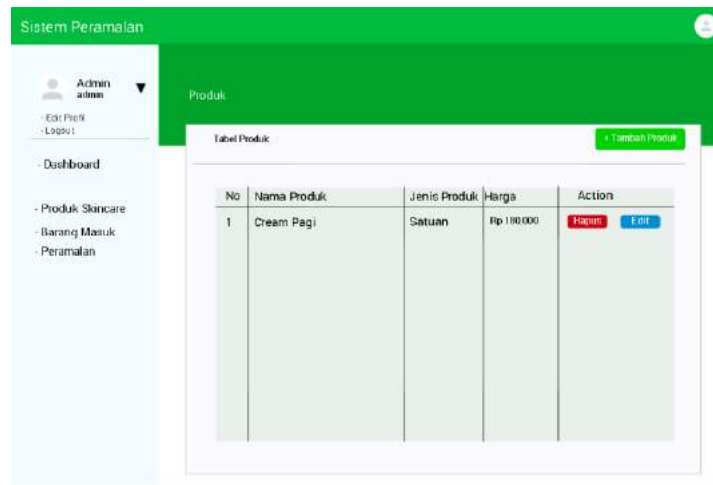 Sistem Peramalan
Admin ▼
admin
- Edit Profil
- Logout
- Dashboard
- Produk Skincare
- Barang Masuk
- Peramalan
Produk
Tabel Produk
+ Tambah Produk
No Nama Produk Jenis Produk Harga Action
1 Cream Pagi Satuan Rp 180.000 Hapus Edit